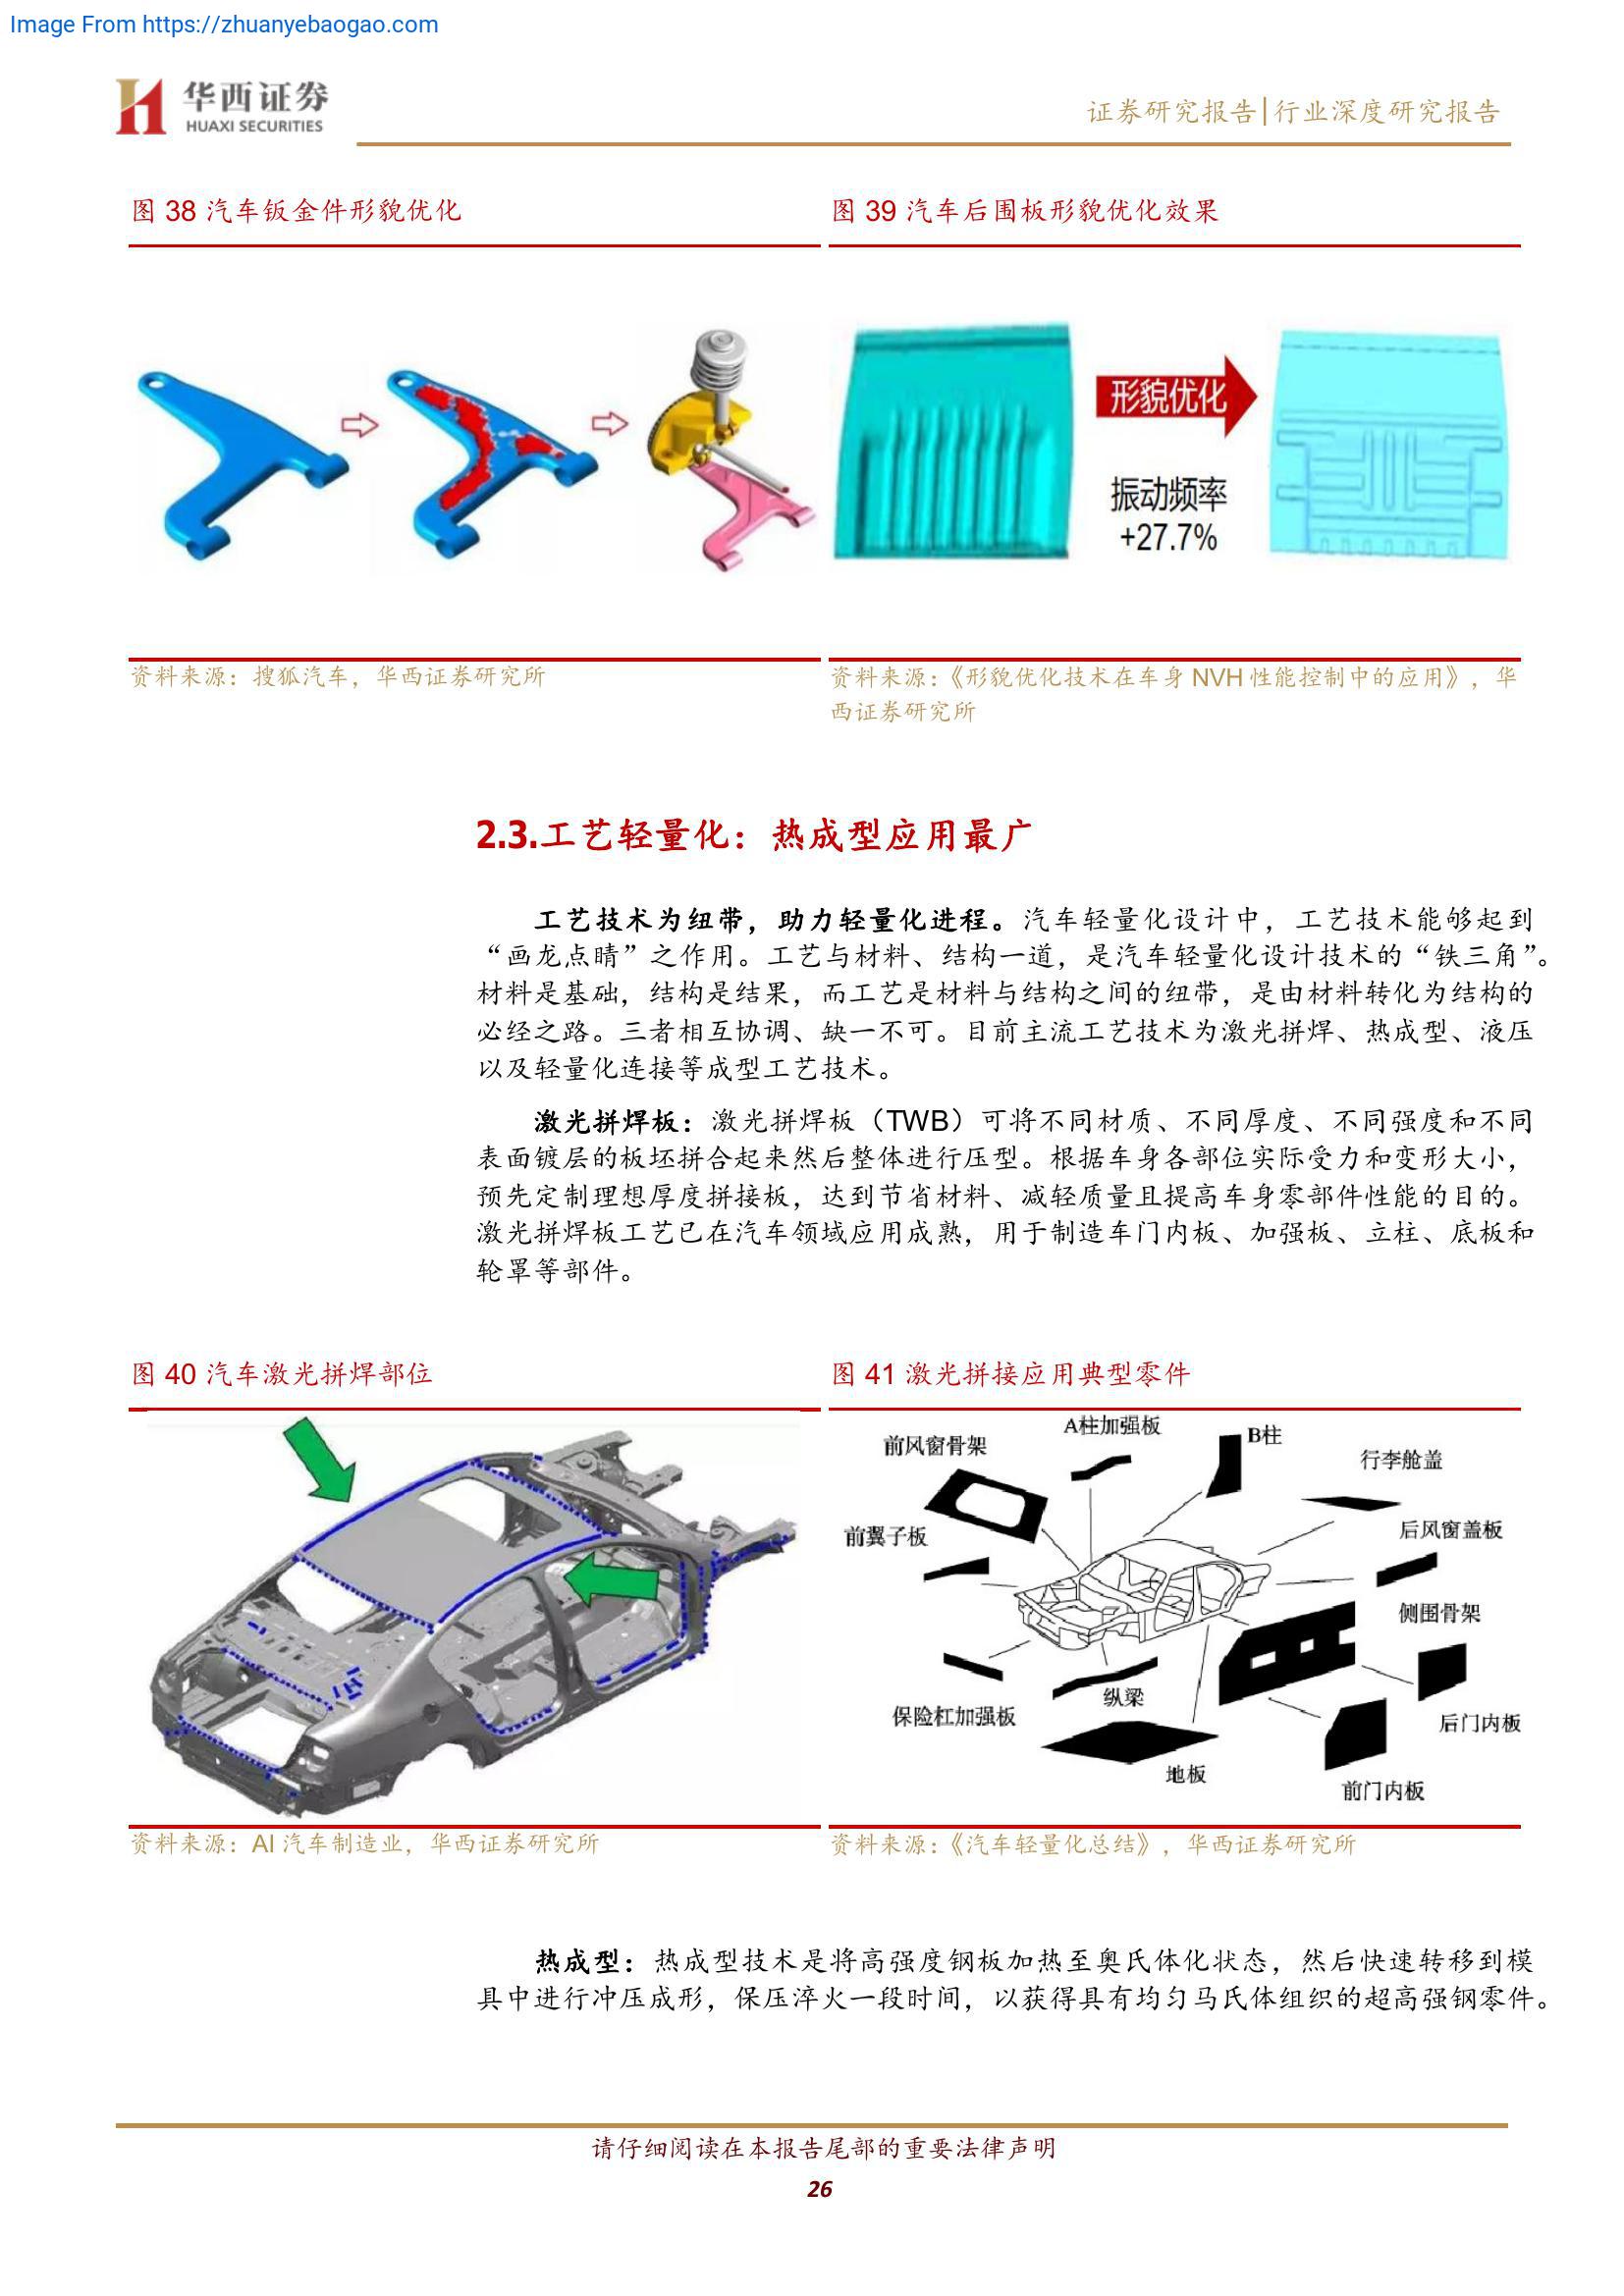 Image From https://zhuanyebaogao.com
华西证券
HUAXI SECURITIES
证券研究报告|行业深度研究报告
图 38 汽车钣金件形貌优化
图 39 汽车后围板形貌优化效果
形貌优化
振动频率
+27.7%
资料来源：搜狐汽车，华西证券研究所
资料来源：《形貌优化技术在车身 NVH 性能控制中的应用》，华
西证券研究所
2.3.工艺轻量化：热成型应用最广
工艺技术为纽带，助力轻量化进程。汽车轻量化设计中，工艺技术能够起到
“画龙点睛”之作用。工艺与材料、结构一道，是汽车轻量化设计技术的“铁三角”。
材料是基础，结构是结果，而工艺是材料与结构之间的纽带，是由材料转化为结构的
必经之路。三者相互协调、缺一不可。目前主流工艺技术为激光拼焊、热成型、液压
以及轻量化连接等成型工艺技术。
激光拼焊板：激光拼焊板（TWB）可将不同材质、不同厚度、不同强度和不同
表面镀层的板坯拼合起来然后整体进行压型。根据车身各部位实际受力和变形大小，
预先定制理想厚度拼接板，达到节省材料、减轻质量且提高车身零部件性能的目的。
激光拼焊板工艺已在汽车领域应用成熟，用于制造车门内板、加强板、立柱、底板和
轮罩等部件。
图 40 汽车激光拼焊部位
图 41 激光拼接应用典型零件
A柱加强板
B柱
前风窗骨架
行李舱盖
前翼子板
后风窗盖板
侧围骨架
保险杠加强板
纵梁
后门内板
地板
前门内板
资料来源：AI 汽车制造业，华西证券研究所
资料来源：《汽车轻量化总结》，华西证券研究所
热成型：热成型技术是将高强度钢板加热至奥氏体化状态，然后快速转移到模
具中进行冲压成形，保压淬火一段时间，以获得具有均匀马氏体组织的超高强钢零件。
请仔细阅读在本报告尾部的重要法律声明
26